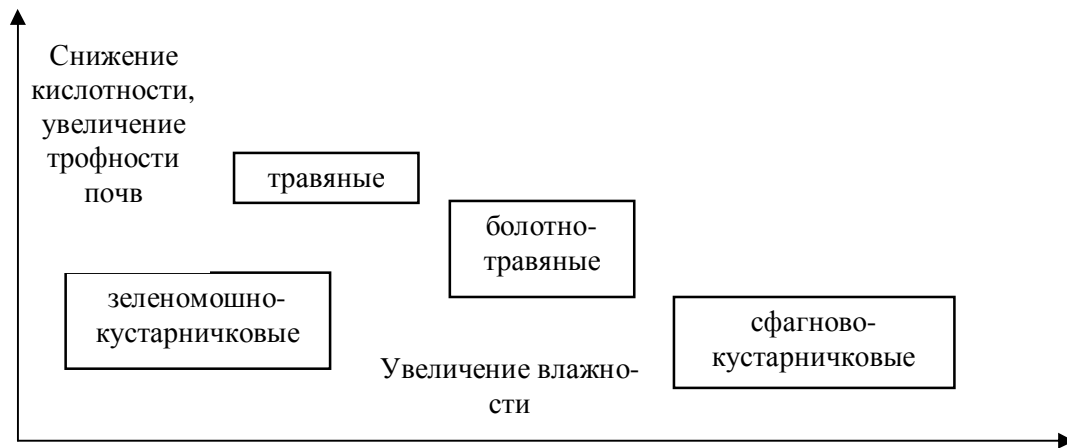 Снижение
кислотности,
увеличение
трофности
почв
травяные
болотно-
травяные
зеленомошно-
кустарничковые
сфагново-
кустарничковые
Увеличение влажно-
сти